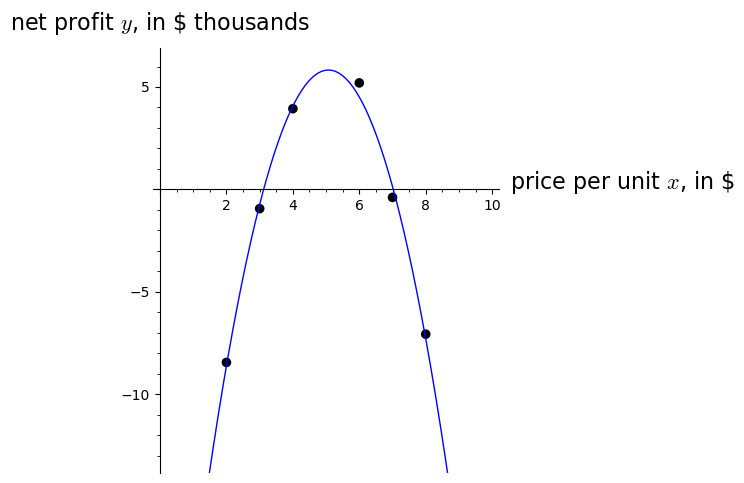 net profit y, in $ thousands
5
price per unit x, in $
2 4 6 8 10
−5
−10